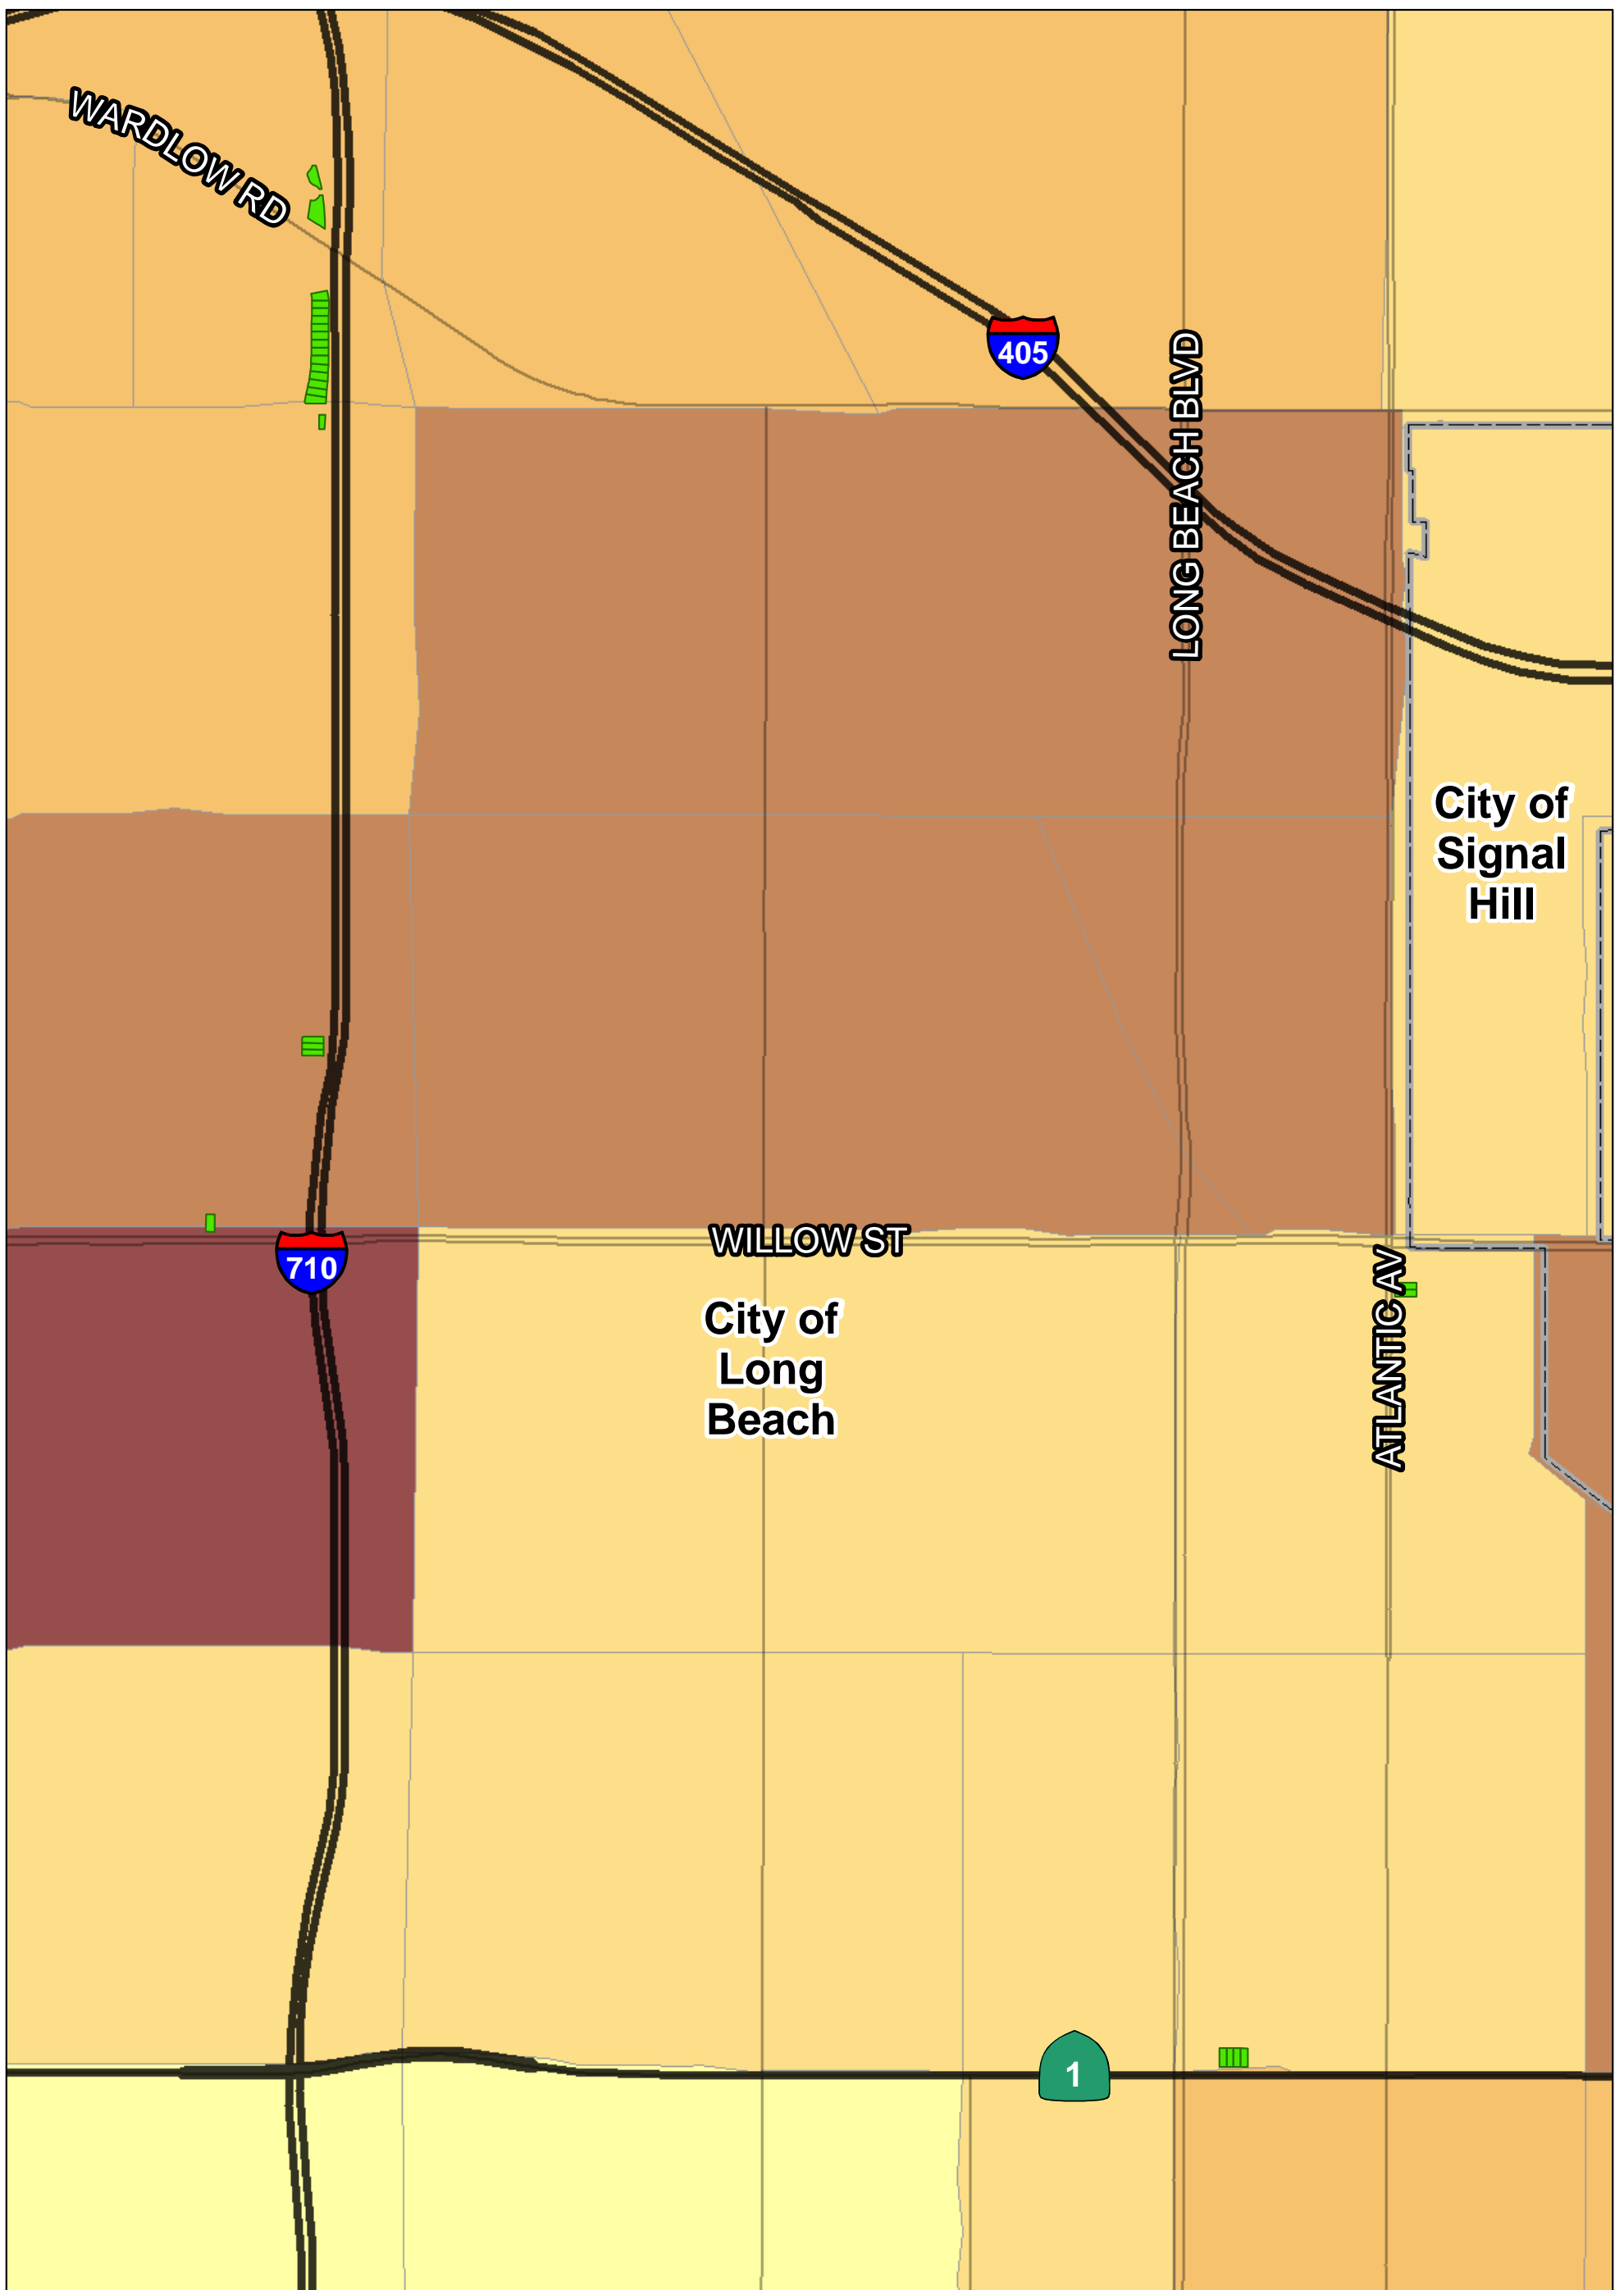 WARDLOW RD
405
LONG BEACH BLVD
City of
Signal
Hill
WILLOW ST
710
City of
Long
Beach
ATLANTIC AV
1